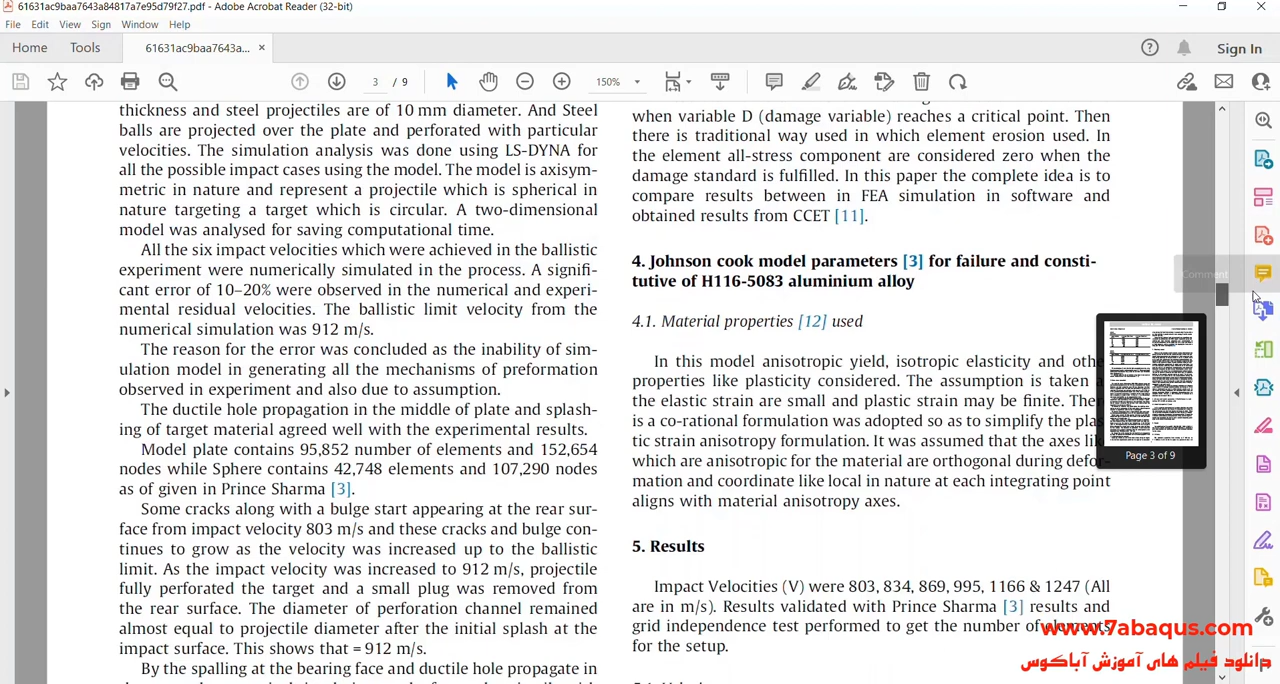 61631ac9baa7643a84817a7e95d79f27.pdf - Adobe Acrobat Reader (32-bit)
File Edit View Sign Window Help
Home Tools 61631ac9baa7643a... × Sign In
3 / 9 150%
thickness and steel projectiles are of 10 mm diameter. And Steel
balls are projected over the plate and perforated with particular
velocities. The simulation analysis was done using LS-DYNA for
all the possible impact cases using the model. The model is axisym-
metric in nature and represent a projectile which is spherical in
nature targeting a target which is circular. A two-dimensional
model was analysed for saving computational time.
All the six impact velocities which were achieved in the ballistic
experiment were numerically simulated in the process. A signifi-
cant error of 10–20% were observed in the numerical and experi-
mental residual velocities. The ballistic limit velocity from the
numerical simulation was 912 m/s.
The reason for the error was concluded as the inability of sim-
ulation model in generating all the mechanism of preformation
observed in experiment and also due to 2D analysis.
The ductile hole propagation in the middle of plate and splash-
ing of target material agreed well with the experimental results.
Model plate contains 95,852 number of elements and 152,654
nodes while Sphere contains 42,748 elements and 107,290 nodes
as of given in Prince Sharma [3].
Some cracks along with a bulge start appearing at the rear sur-
face from impact velocity 803 m/s and these cracks and bulge con-
tinues to grow as the velocity was increased up to the ballistic
limit. As the impact velocity was increased to 912 m/s, projectile
fully perforated the target and a small plug was removed from
the rear surface. The diameter of perforation channel remained
almost equal to projectile diameter after the initial splash at the
impact surface. This shows that = 912 m/s.
By the spalling at the bearing face and ductile hole propagate in
when variable D (damage variable) reaches a critical point. Then
there is traditional way used in which element erosion used. In
the element all-stress component are considered zero when the
damage standard is fulfilled. In this paper the complete idea is to
compare results between in FEA simulation in software and
obtained results from CCET [11].
4. Johnson cook model parameters [3] for failure and consti-
tutive of H116-5083 aluminium alloy
4.1. Material properties [12] used
In this model anisotropic yield, isotropic elasticity and othe
properties like plasticity considered. The assumption is taken a
the elastic strain are small and plastic strain may be finite. Ther
is a co-rational formulation was adopted so as to simplify the plas
tic strain anisotropy formulation. It was assumed that the axes lik
which are anisotropic for the material are orthogonal during defor-
mation and coordinate like local in nature at each integrating point
aligns with material anisotropy axes.
5. Results
Impact Velocities (V) were 803, 834, 869, 995, 1166 & 1247 (All
are in m/s). Results validated with Prince Sharma [3] results and
grid independence test performed to get the number of elements
for the setup.
Comment
Page 3 of 9
www.7abaqus.com
دانلود فیلم های آموزش آباکوس